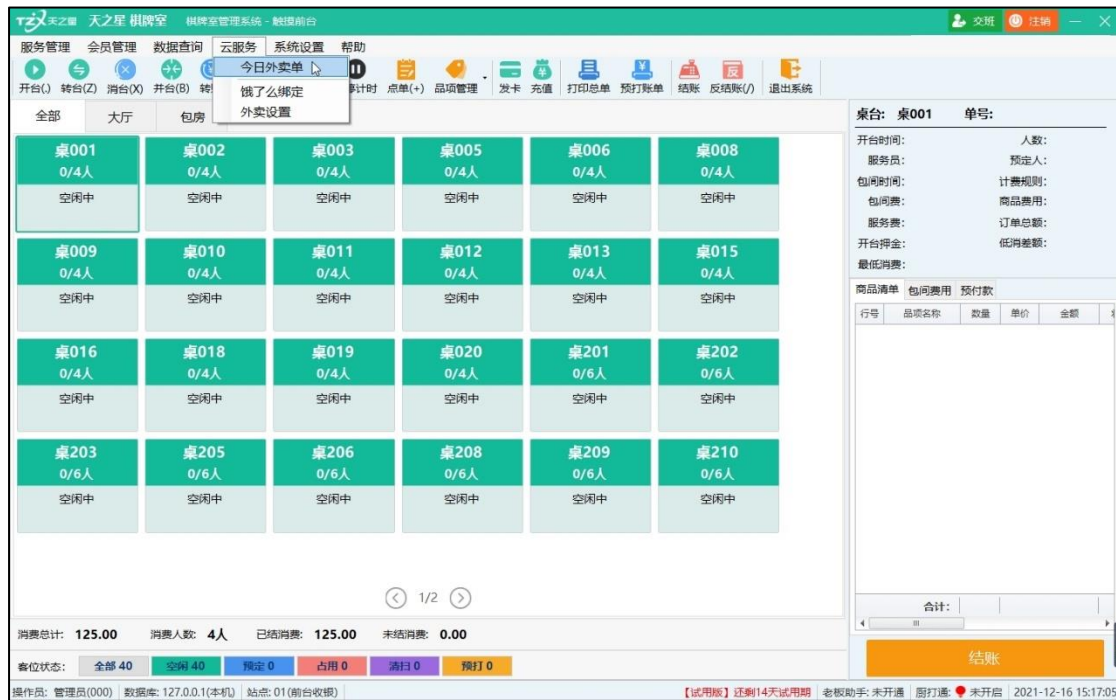 TZX 天之星 天之星 棋牌室 棋牌室管理系统 - 触摸前台 交班 注销
服务管理 会员管理 数据查询 云服务 系统设置 帮助
今日外卖单
饿了么绑定
外卖设置
开台(.) 转台(Z) 消台(X) 并台(B) 计时 点单(+) 品项管理 发卡 充值 打印总单 预打账单 结账 反结账(/) 退出系统
全部 大厅 包房
桌001 桌002 桌003 桌005 桌006 桌008
0/4人 0/4人 0/4人 0/4人 0/4人 0/4人
空闲中 空闲中 空闲中 空闲中 空闲中 空闲中
桌009 桌010 桌011 桌012 桌013 桌015
0/4人 0/4人 0/4人 0/4人 0/4人 0/4人
空闲中 空闲中 空闲中 空闲中 空闲中 空闲中
桌016 桌018 桌019 桌020 桌201 桌202
0/4人 0/4人 0/4人 0/4人 0/6人 0/6人
空闲中 空闲中 空闲中 空闲中 空闲中 空闲中
桌203 桌205 桌206 桌208 桌209 桌210
0/6人 0/6人 0/6人 0/6人 0/6人 0/6人
空闲中 空闲中 空闲中 空闲中 空闲中 空闲中
1/2
消费总计: 125.00 消费人数: 4人 已结消费: 125.00 未结消费: 0.00
客位状态: 全部 40 空闲 40 预定 0 占用 0 清扫 0 预打 0
桌台: 桌001 单号:
开台时间: 人数:
服务员: 预定人:
包间时间: 计费规则:
包间费: 商品费用:
服务费: 订单总额:
开台押金: 低消差额:
最低消费:
商品清单 包间费用 预付款
行号 品项名称 数量 单价 金额
合计:
结账
操作员: 管理员(000) 数据库: 127.0.0.1(本机) 站点: 01(前台收银) 【试用版】还剩14天试用期 老板助手: 未开通 厨打通: 未开启 2021-12-16 15:17:05